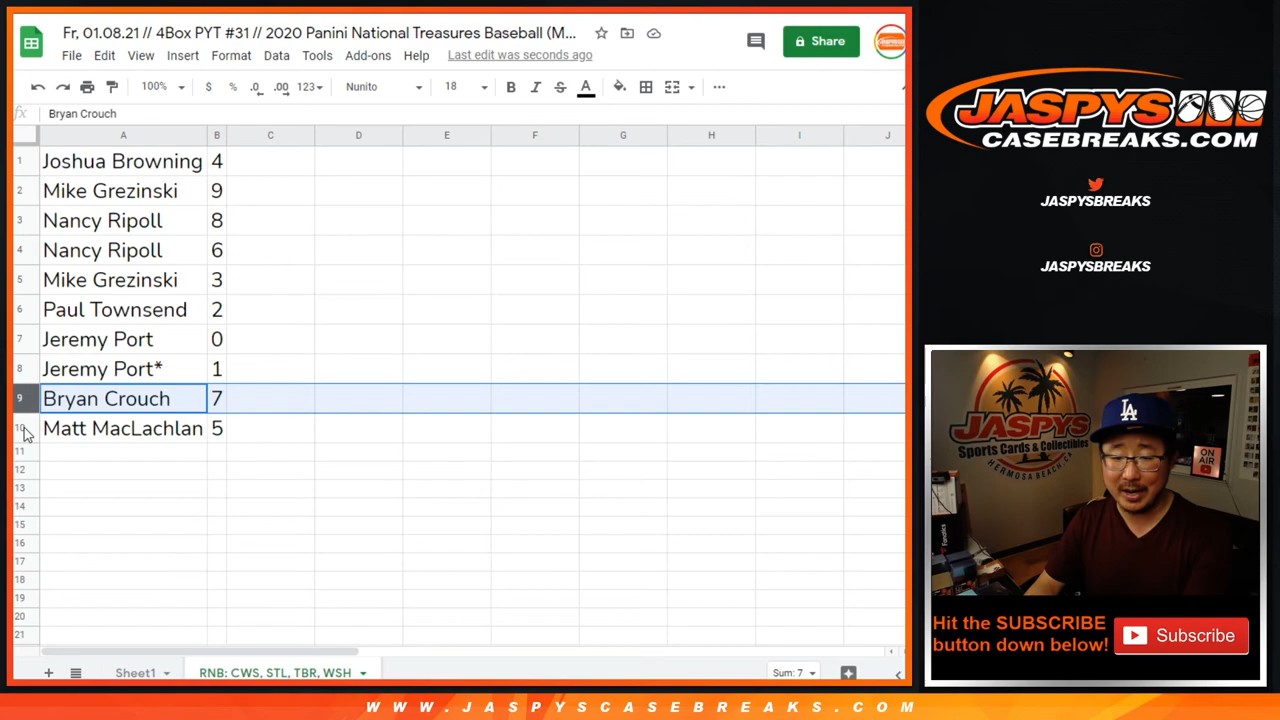 Fr, 01.08.21 // 4Box PYT #31 // 2020 Panini National Treasures Baseball (M...
File Edit View Insert Format Data Tools Add-ons Help Last edit was seconds ago
Share
100% $ % .0 .00 123 Nunito 18 B I S A
fx Bryan Crouch
A B C D E F G H I J
1 Joshua Browning 4
2 Mike Grezinski 9
3 Nancy Ripoll 8
4 Nancy Ripoll 6
5 Mike Grezinski 3
6 Paul Townsend 2
7 Jeremy Port 0
8 Jeremy Port* 1
9 Bryan Crouch 7
10 Matt MacLachlan 5
11
12
13
14
15
16
17
18
19
20
21
Sheet1 RNB: CWS, STL, TBR, WSH Sum: 7
JASPYS
CASEBREAKS.COM
JASPYSBREAKS
JASPYSBREAKS
JASPYS
Sports Cards & Collectibles
HERMOSA BEACH, CA
LA
ON AIR
Fanatics
Hit the SUBSCRIBE
button down below!
Subscribe
WWW.JASPYSCASEBREAKS.COM